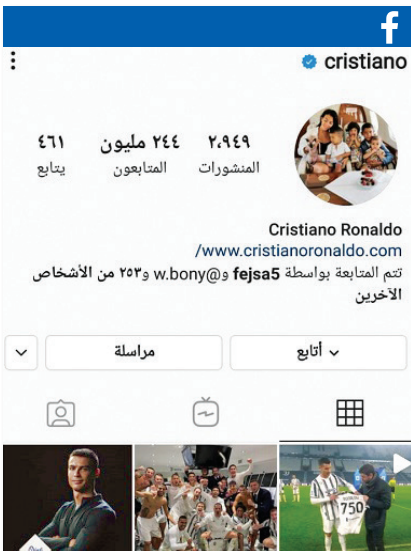 f
cristiano
٢،٩٤٩ ٢٤٤ مليون ٤٦١
المنشورات المتابعون يتابع
Cristiano Ronaldo
www.cristianoronaldo.com/
تتم المتابعة بواسطة fejsa5 و@w.bony و٢٥٣ من الأشخاص
الآخرين
أتابع مراسلة
750